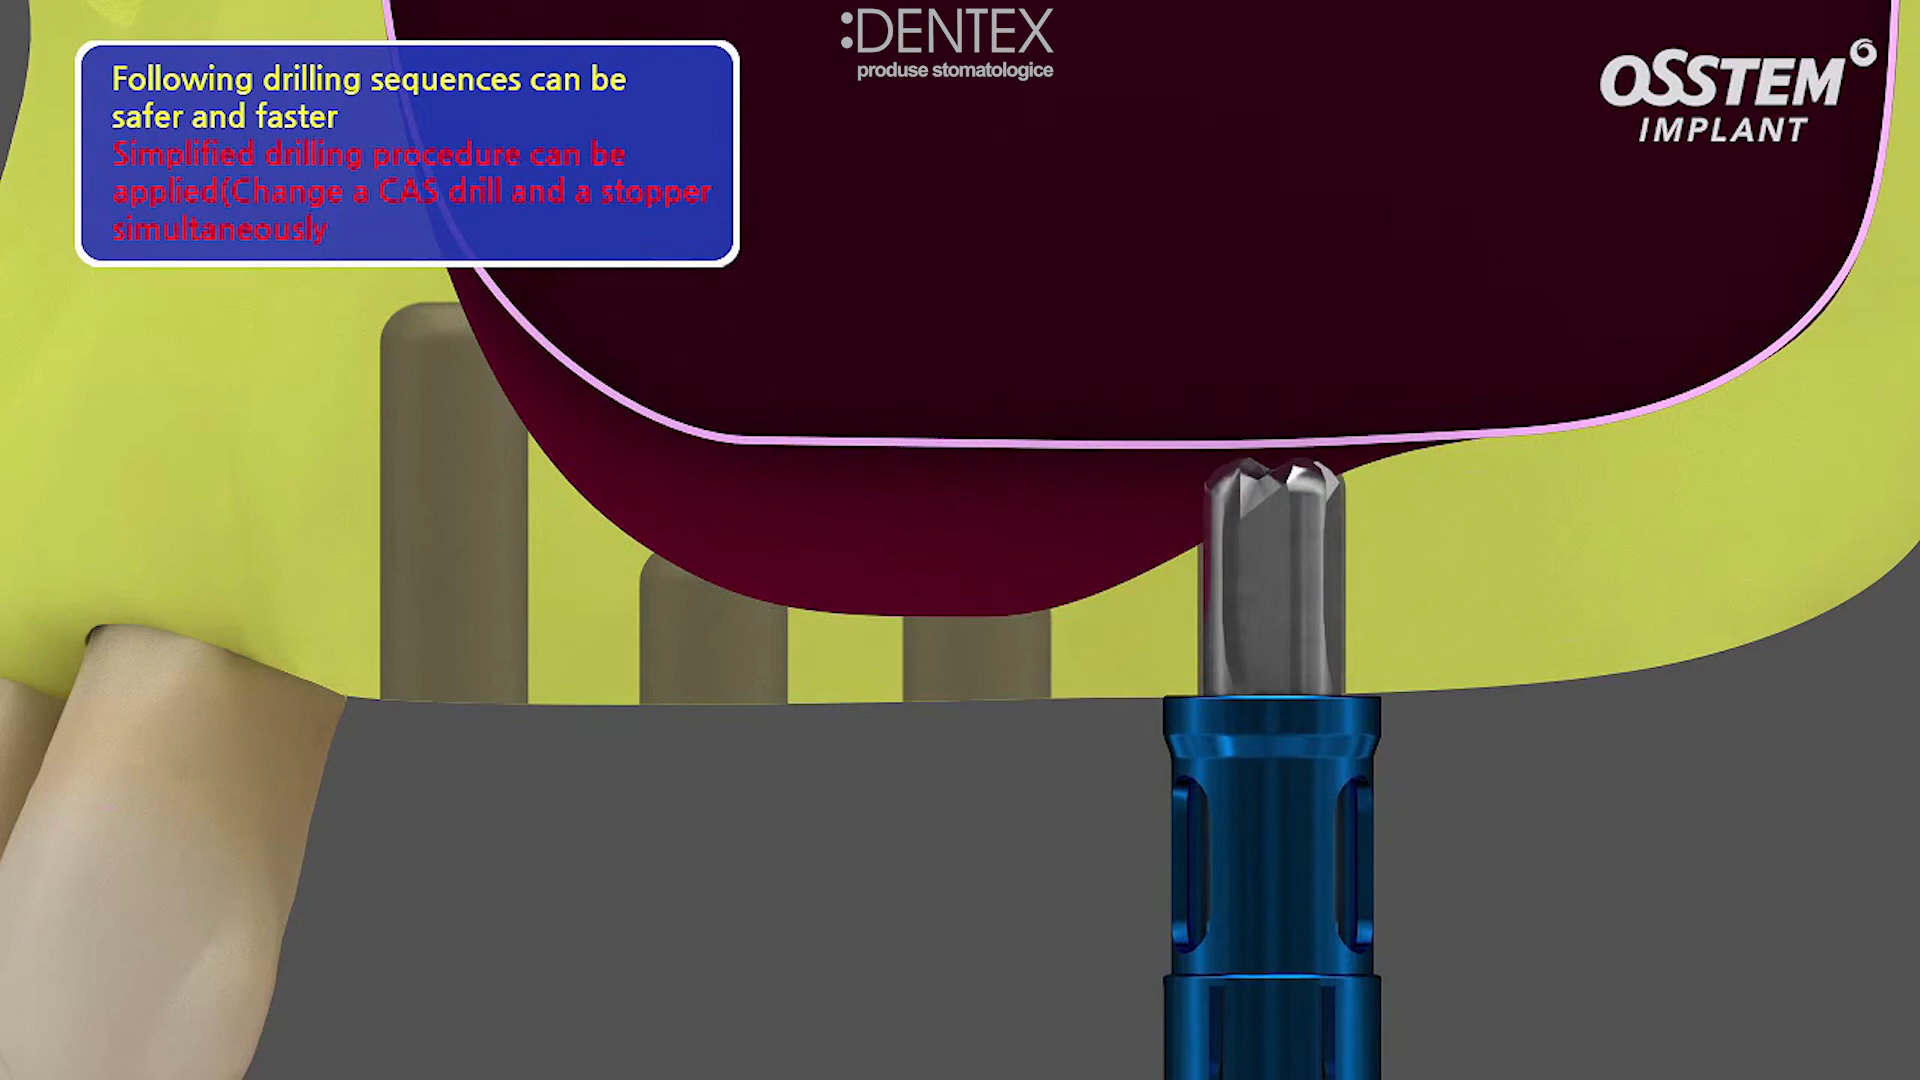 :DENTEX
produse stomatologice
OSSTEM
IMPLANT
Following drilling sequences can be
safer and faster
Simplified drilling procedure can be
applied(Change a CAS drill and a stopper
simultaneously